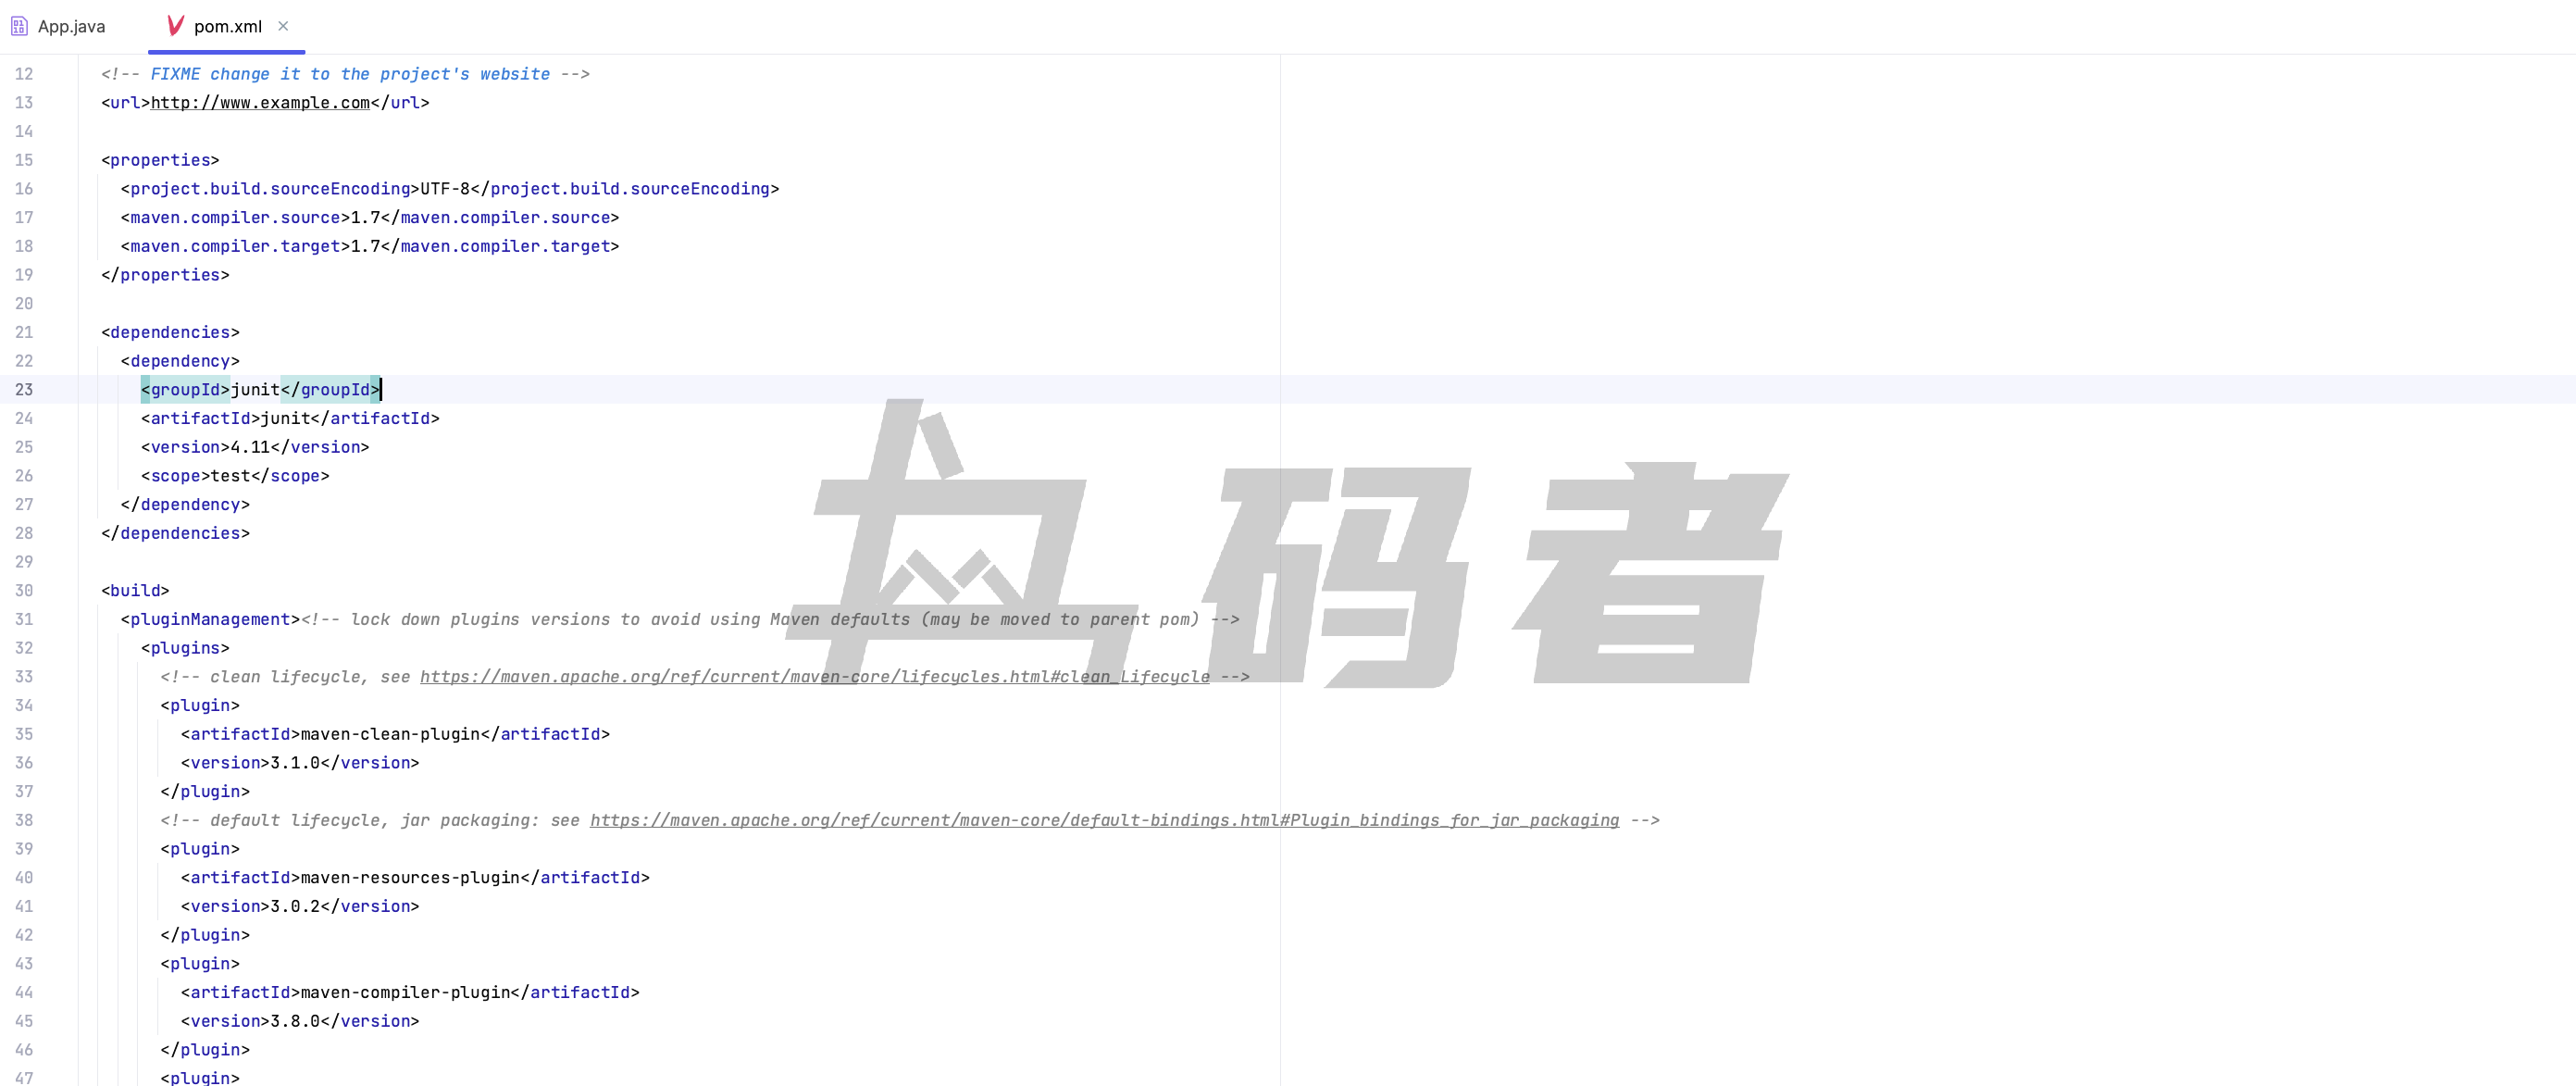 App.java
pom.xml
12 <!-- FIXME change it to the project's website -->
13 <url>http://www.example.com</url>
14
15 <properties>
16 <project.build.sourceEncoding>UTF-8</project.build.sourceEncoding>
17 <maven.compiler.source>1.7</maven.compiler.source>
18 <maven.compiler.target>1.7</maven.compiler.target>
19 </properties>
20
21 <dependencies>
22 <dependency>
23 <groupId>junit</groupId>
24 <artifactId>junit</artifactId>
25 <version>4.11</version>
26 <scope>test</scope>
27 </dependency>
28 </dependencies>
29
30 <build>
31 <pluginManagement><!-- lock down plugins versions to avoid using Maven defaults (may be moved to parent pom) -->
32 <plugins>
33 <!-- clean lifecycle, see https://maven.apache.org/ref/current/maven-core/lifecycles.html#clean_Lifecycle -->
34 <plugin>
35 <artifactId>maven-clean-plugin</artifactId>
36 <version>3.1.0</version>
37 </plugin>
38 <!-- default lifecycle, jar packaging: see https://maven.apache.org/ref/current/maven-core/default-bindings.html#Plugin_bindings_for_jar_packaging -->
39 <plugin>
40 <artifactId>maven-resources-plugin</artifactId>
41 <version>3.0.2</version>
42 </plugin>
43 <plugin>
44 <artifactId>maven-compiler-plugin</artifactId>
45 <version>3.8.0</version>
46 </plugin>
47 <plugin>
码者